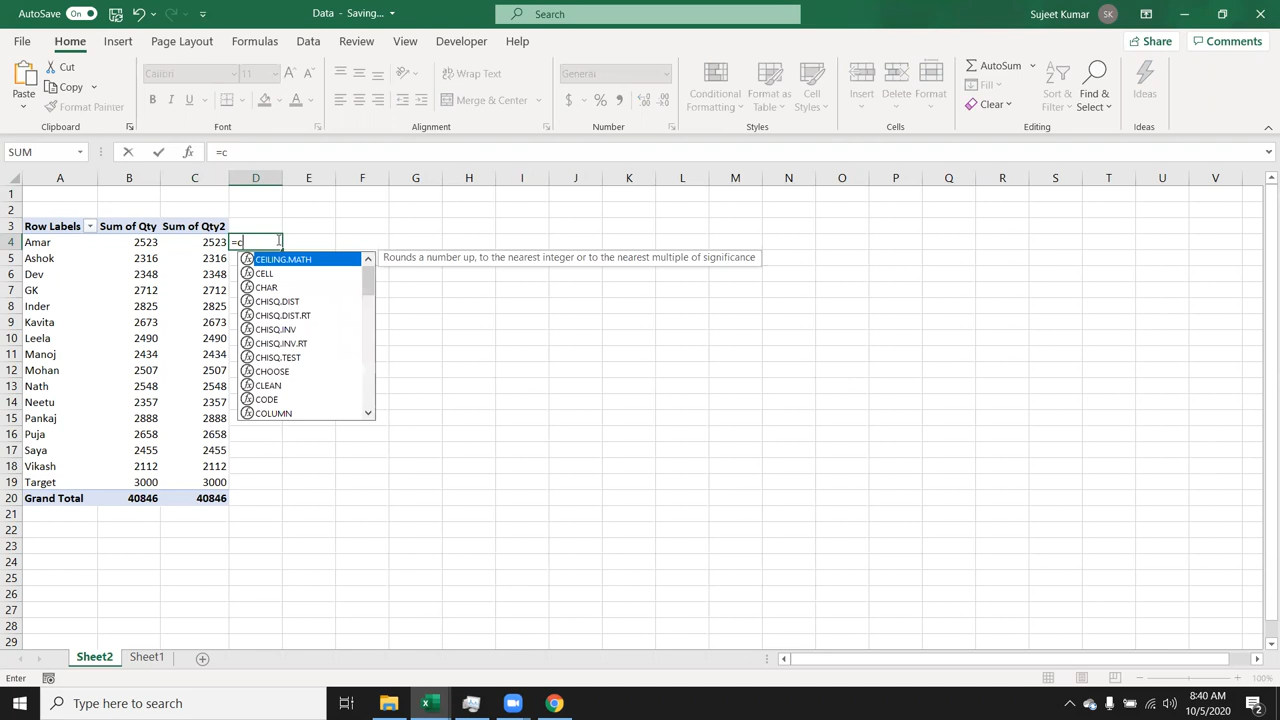 AutoSave On Data - Saving... Search Sujeet Kumar SK
File Home Insert Page Layout Formulas Data Review View Developer Help Share Comments
Paste Cut Copy Format Painter Clipboard
Calibri 11 A A B I U A Font
Wrap Text Merge & Center Alignment
General $ % Number
Conditional Formatting Format as Table Cell Styles Styles
Insert Delete Format Cells
AutoSum Fill Clear Sort & Filter Find & Select Editing
Ideas Ideas
SUM fx =c
A B C D E F G H I J K L M N O P Q R S T U V
1
2
3 Row Labels Sum of Qty Sum of Qty2
4 Amar 2523 2523 =c
5 Ashok 2316 2316
6 Dev 2348 2348
7 GK 2712 2712
8 Inder 2825 2825
9 Kavita 2673 2673
10 Leela 2490 2490
11 Manoj 2434 2434
12 Mohan 2507 2507
13 Nath 2548 2548
14 Neetu 2357 2357
15 Pankaj 2888 2888
16 Puja 2658 2658
17 Saya 2455 2455
18 Vikash 2112 2112
19 Target 3000 3000
20 Grand Total 40846 40846
21
22
23
24
25
26
27
28
29
CEILING.MATH Rounds a number up, to the nearest integer or to the nearest multiple of significance
CELL
CHAR
CHISQ.DIST
CHISQ.DIST.RT
CHISQ.INV
CHISQ.INV.RT
CHISQ.TEST
CHOOSE
CLEAN
CODE
COLUMN
Sheet2 Sheet1
Enter 100%
Type here to search 8:40 AM
10/5/2020